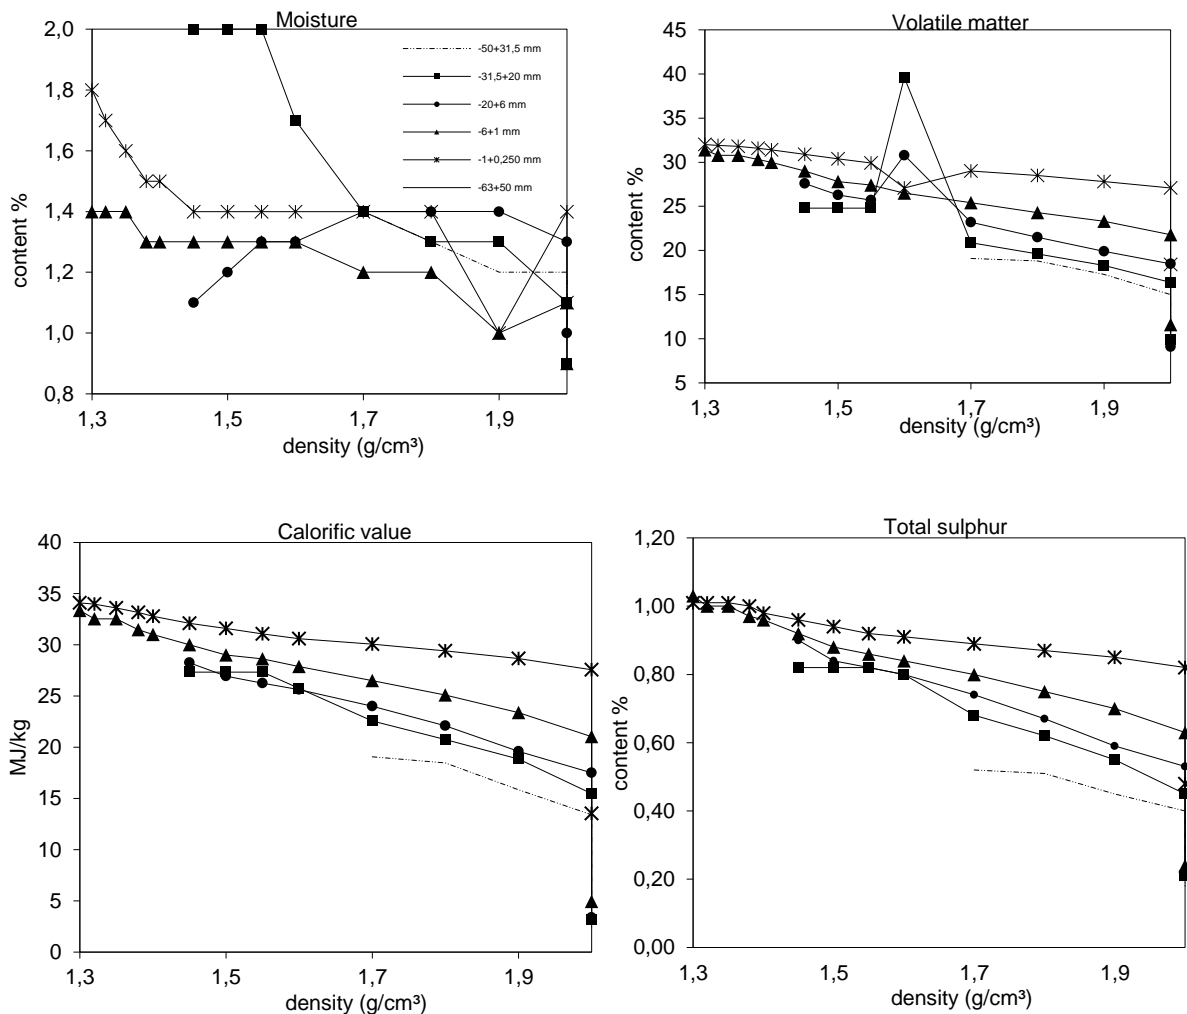 Moisture
2,0
1,8
1,6
1,4
1,2
1,0
0,8
content %
1,3
1,5
1,7
1,9
density (g/cm³)
-50+31,5 mm
-31,5+20 mm
-20+6 mm
-6+1 mm
-1+0,250 mm
-63+50 mm
Volatile matter
45
40
35
30
25
20
15
10
5
content %
1,3
1,5
1,7
1,9
density (g/cm³)
Calorific value
40
35
30
25
20
15
10
5
0
MJ/kg
1,3
1,5
1,7
1,9
density (g/cm³)
Total sulphur
1,20
1,00
0,80
0,60
0,40
0,20
0,00
content %
1,3
1,5
1,7
1,9
density (g/cm³)